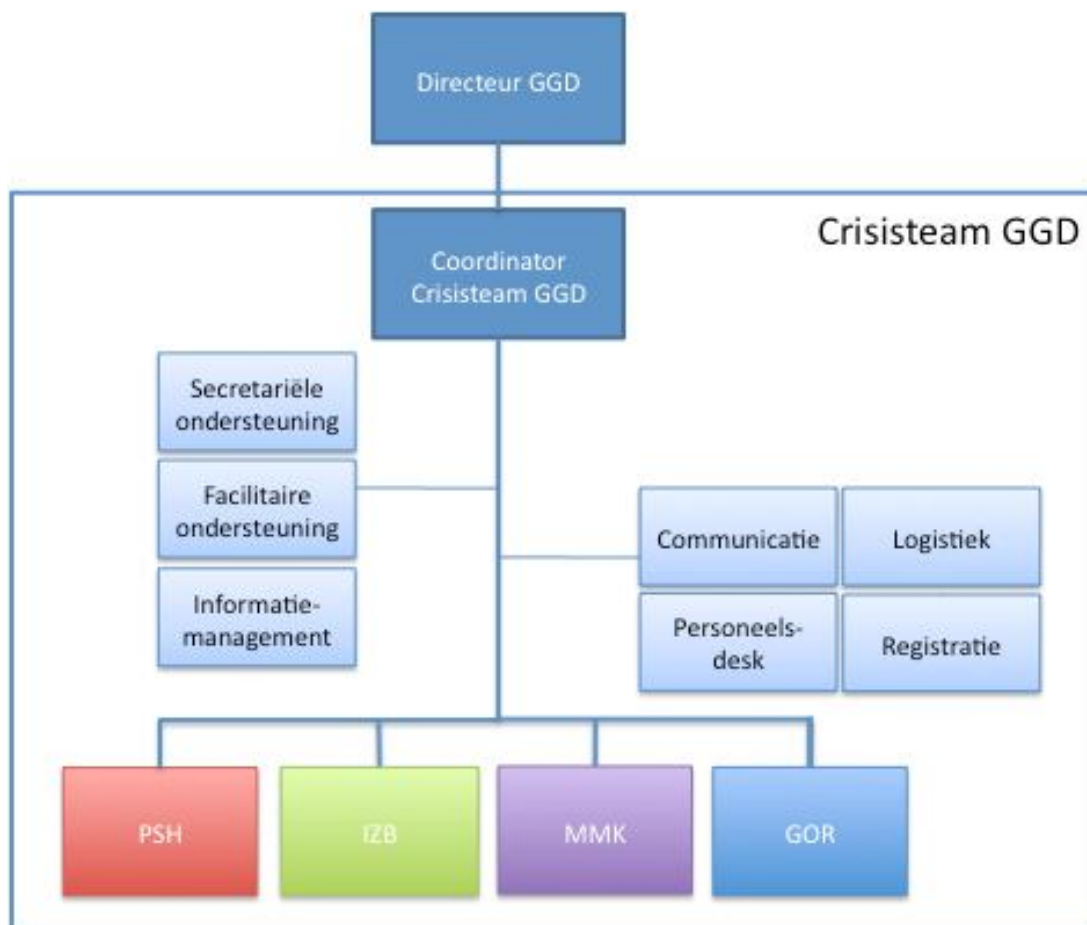 Directeur GGD
Crisisteam GGD
Coordinator
Crisisteam GGD
Secretariële
ondersteuning
Facilitaire
ondersteuning
Informatie-
management
Communicatie
Logistiek
Personeels-
desk
Registratie
PSH
IZB
MMK
GOR